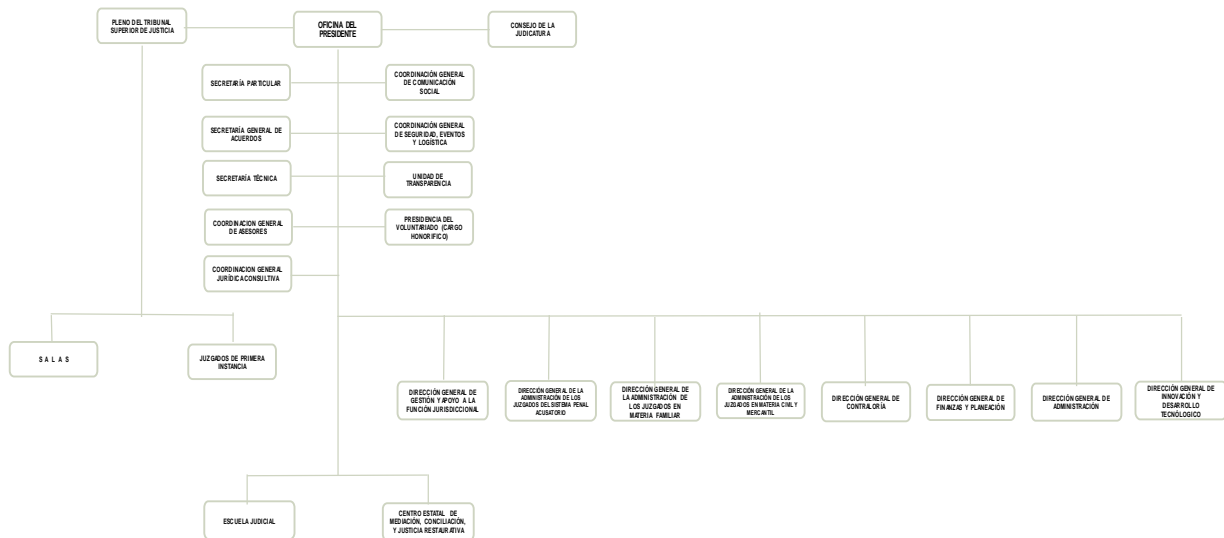 PLENO DEL TRIBUNAL
SUPERIOR DE JUSTICIA
OFICINA DEL
PRESIDENTE
CONSEJO DE LA
JUDICATURA
SECRETARÍA PARTICULAR
COORDINACIÓN GENERAL
DE COMUNICACIÓN
SOCIAL
SECRETARÍA GENERAL DE
ACUERDOS
COORDINACIÓN GENERAL
DE SEGURIDAD, EVENTOS
Y LOGÍSTICA
SECRETARÍA TÉCNICA
UNIDAD DE
TRANSPARENCIA
COORDINACION GENERAL
DE ASESORES
PRESIDENCIA DEL
VOLUNTARIADO (CARGO
HONORIFICO)
COORDINACION GENERAL
JURÍDICA CONSULTIVA
S A L A S
JUZGADOS DE PRIMERA
INSTANCIA
DIRECCIÓN GENERAL DE
GESTIÓN Y APOYO A LA
FUNCIÓN JURISDICCIONAL
DIRECCIÓN GENERAL DE LA
ADMINISTRACIÓN DE LOS
JUZGADOS DEL SISTEMA PENAL
ACUSATORIO
DIRECCIÓN GENERAL DE
LA ADMINISTRACIÓN DE
LOS JUZGADOS EN
MATERIA FAMILIAR
DIRECCIÓN GENERAL DE LA
ADMINISTRACIÓN DE LOS
JUZGADOS EN MATERIA CIVIL Y
MERCANTIL
DIRECCIÓN GENERAL DE
CONTRALORÍA
DIRECCIÓN GENERAL DE
FINANZAS Y PLANEACIÓN
DIRECCIÓN GENERAL DE
ADMINISTRACIÓN
DIRECCIÓN GENERAL DE
INNOVACIÓN Y
DESARROLLO
TECNÓLOGICO
ESCUELA JUDICIAL
CENTRO ESTATAL DE
MEDIACIÓN, CONCILIACIÓN,
Y JUSTICIA RESTAURATIVA